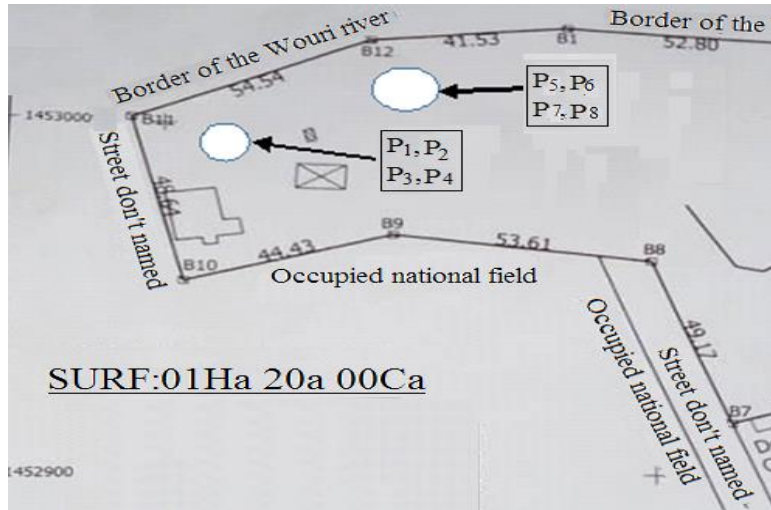 Border of the Wouri river
Border of the
B12
41.53
B1
52.80
54.54
P5, P6
P7, P8
1453000
B11
P1, P2
P3, P4
Street don't named
B9
44.43
53.61
B8
B10
Occupied national field
49.17
Occupied national field
Street don't named -
SURF:01Ha 20a 00Ca
B7
1452900